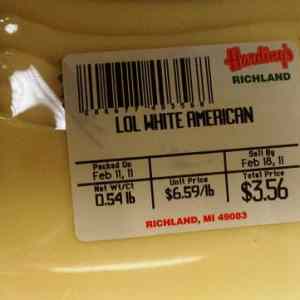 Harding's
RICHLAND
LOL WHITE AMERICAN
Packed On
Feb 11, 11
Sell By
Feb 18, 11
Net Wt/Ct
0.54 lb
Unit Price
$6.59/lb
Total Price
$3.56
RICHLAND, MI 49083